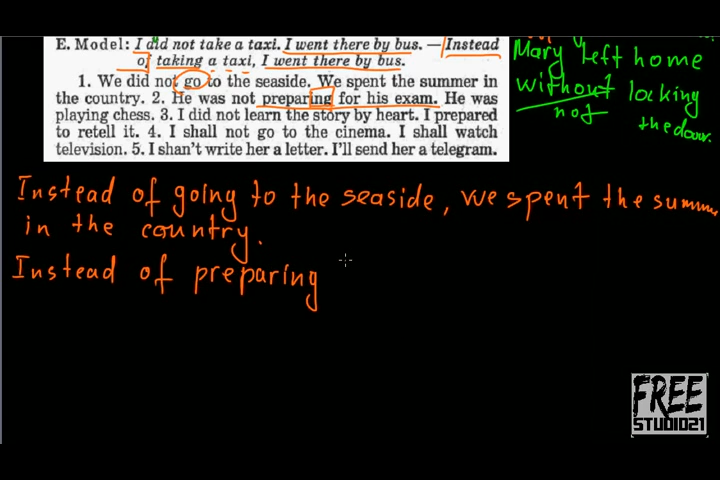 E. Model: I did not take a taxi. I went there by bus. — Instead
of taking a taxi, I went there by bus.
1. We did not go to the seaside. We spent the summer in
the country. 2. He was not preparing for his exam. He was
playing chess. 3. I did not learn the story by heart. I prepared
to retell it. 4. I shall not go to the cinema. I shall watch
television. 5. I shan't write her a letter. I'll send her a telegram.
Mary left home
without locking
not the door.
Instead of going to the seaside, we spent the summer
in the country.
Instead of preparing
FREE
STUDIO21